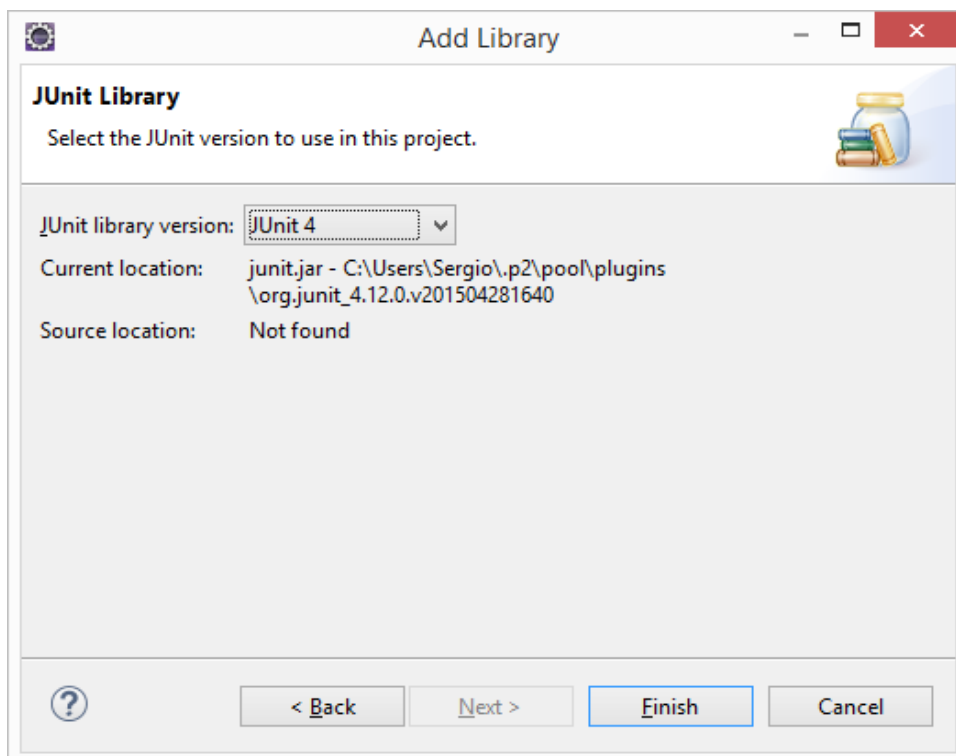 Add Library
JUnit Library
Select the JUnit version to use in this project.
JUnit library version: JUnit 4
Current location: junit.jar - C:\Users\Sergio\.p2\pool\plugins
\org.junit_4.12.0.v201504281640
Source location: Not found
? < Back Next > Finish Cancel